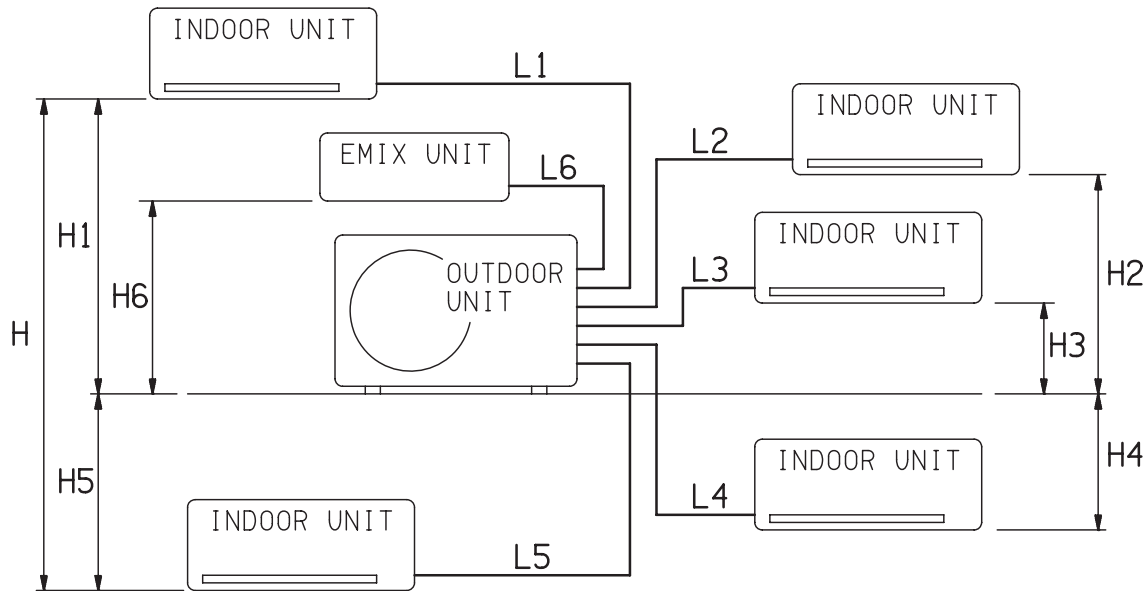 INDOOR UNIT
L1
INDOOR UNIT
EMIX UNIT
L2
L6
H1
INDOOR UNIT
H6
OUTDOOR
UNIT
L3
H2
H
H3
INDOOR UNIT
H4
H5
L4
INDOOR UNIT
L5